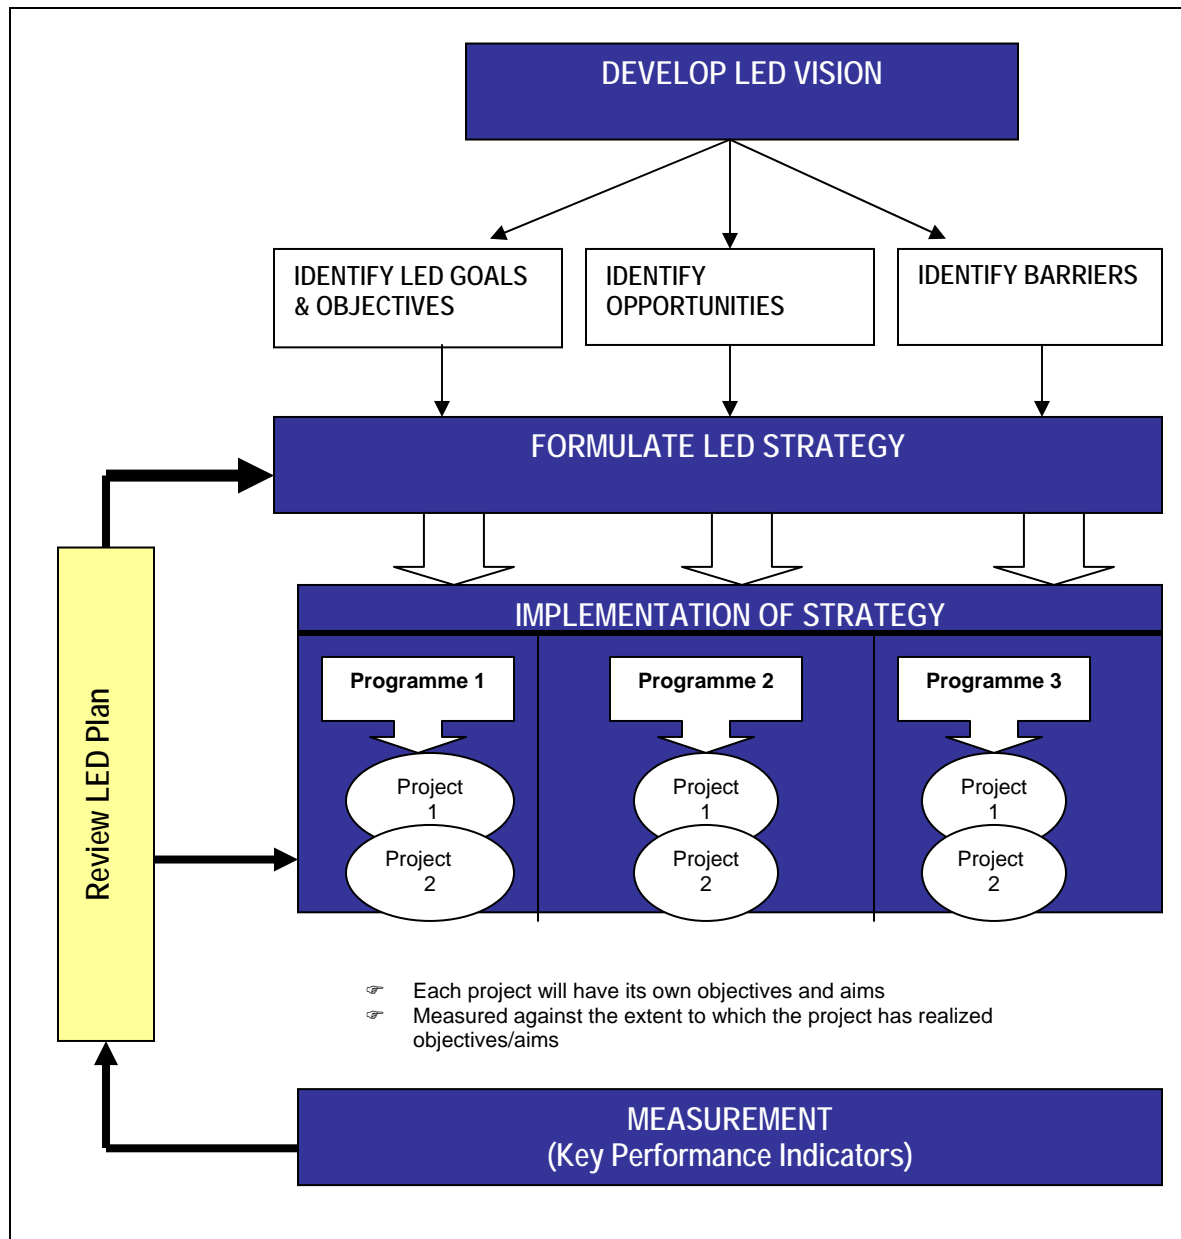 DEVELOP LED VISION
IDENTIFY LED GOALS
& OBJECTIVES
IDENTIFY
OPPORTUNITIES
IDENTIFY BARRIERS
FORMULATE LED STRATEGY
IMPLEMENTATION OF STRATEGY
Programme 1
Programme 2
Programme 3
Project
1
Project
2
Project
1
Project
2
Project
1
Project
2
Review LED Plan
☞ Each project will have its own objectives and aims
☞ Measured against the extent to which the project has realized
objectives/aims
MEASUREMENT
(Key Performance Indicators)